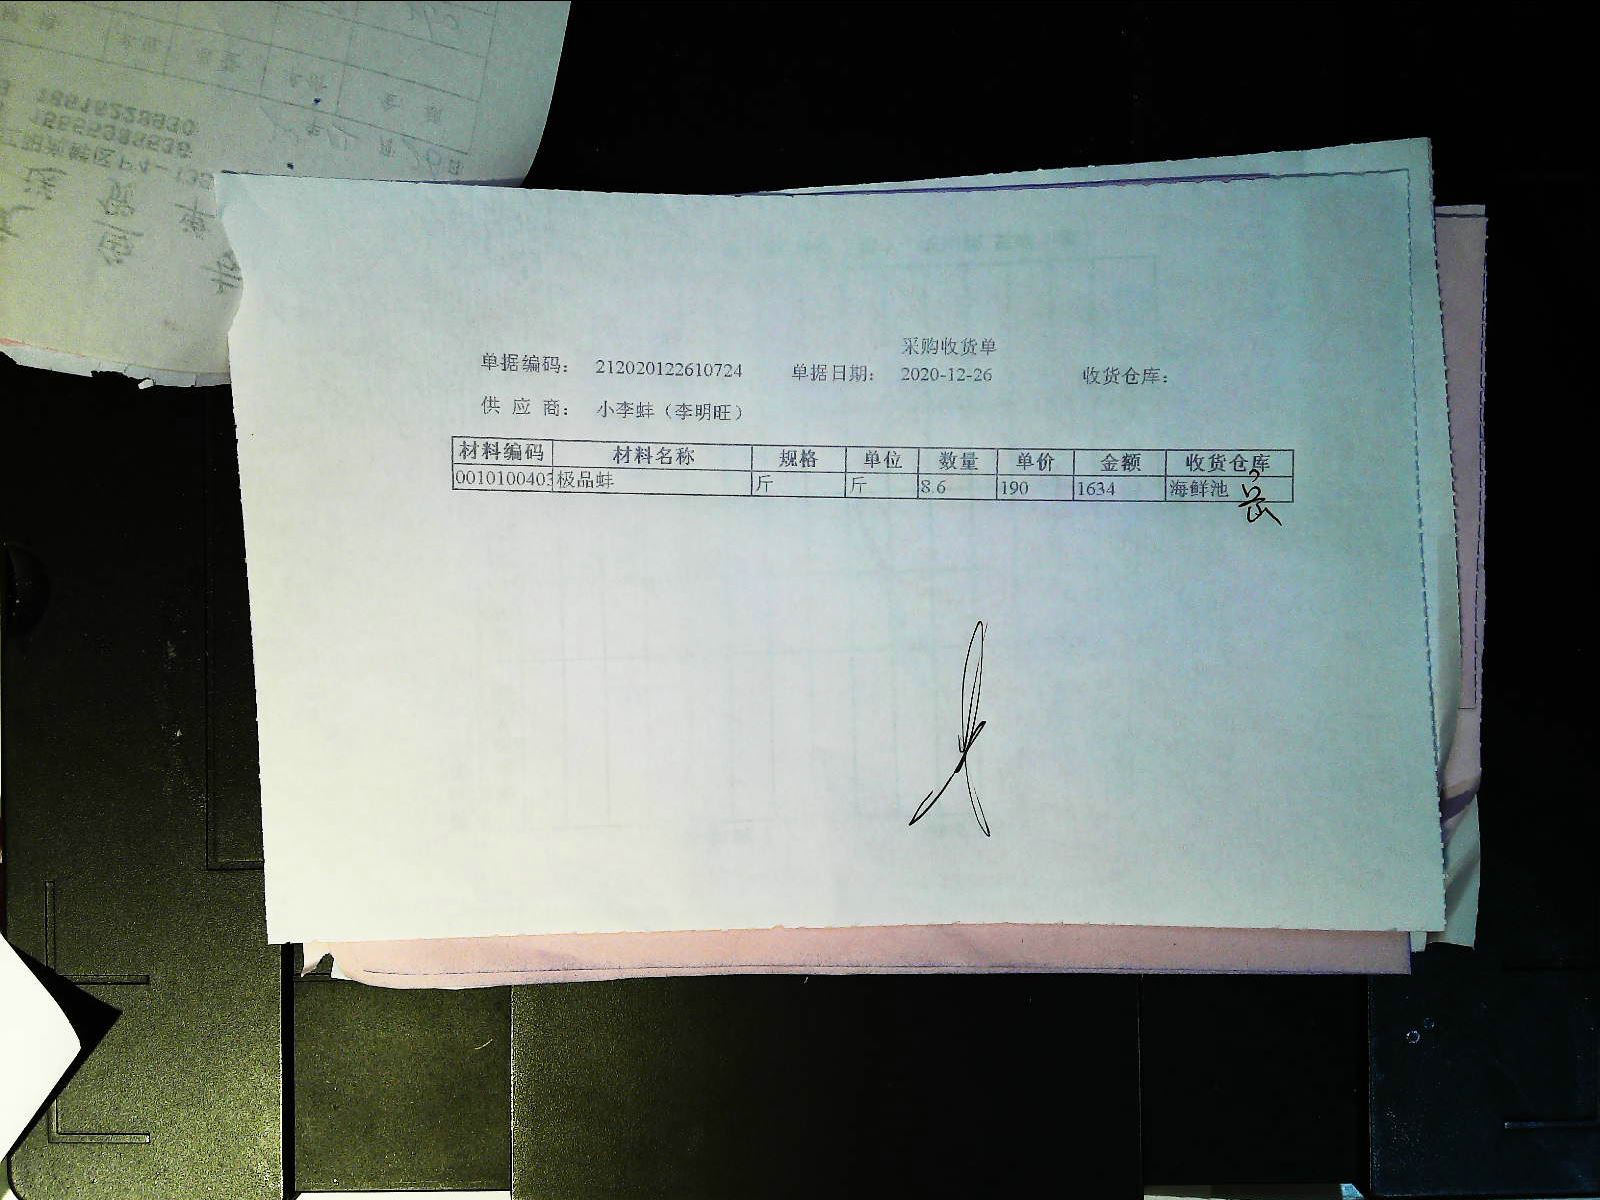 采购收货单
单据编码： 212020122610724 单据日期： 2020-12-26 收货仓库：
供 应 商： 小李蚌（李明旺）
材料编码 材料名称 规格 单位 数量 单价 金额 收货仓库
0010100403 极品蚌 斤 斤 8.6 190 1634 海鲜池